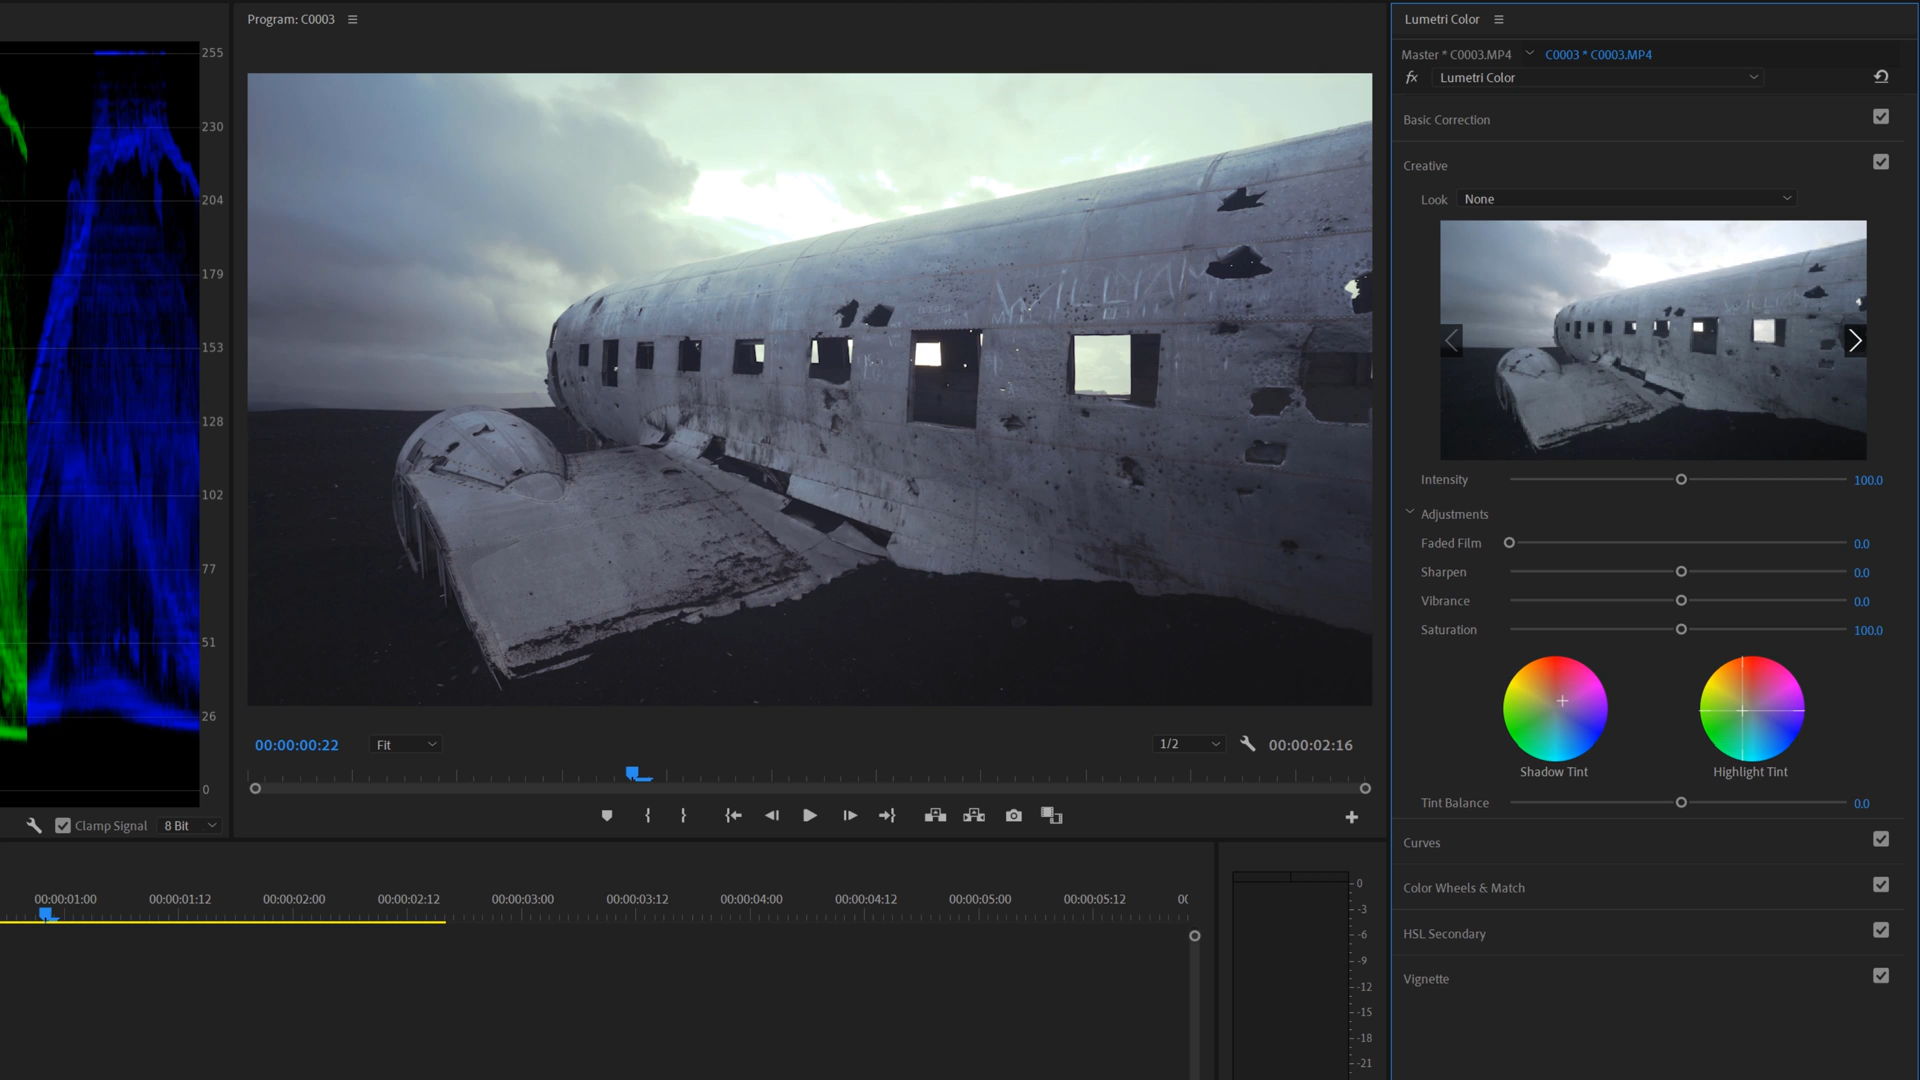 Program: C0003
Lumetri Color
Master * C0003.MP4
C0003 * C0003.MP4
fx
Lumetri Color
Basic Correction
Creative
Look
None
Intensity
100.0
Adjustments
Faded Film
0.0
Sharpen
0.0
Vibrance
0.0
Saturation
100.0
Shadow Tint
Highlight Tint
Tint Balance
0.0
Curves
Color Wheels & Match
HSL Secondary
Vignette
255
230
204
179
153
128
102
77
51
26
0
Clamp Signal
8 Bit
WILLIAM
00:00:00:22
Fit
1/2
00:00:02:16
00:00:01:00
00:00:01:12
00:00:02:00
00:00:02:12
00:00:03:00
00:00:03:12
00:00:04:00
00:00:04:12
00:00:05:00
00:00:05:12
0
-3
-6
-9
-12
-15
-18
-21